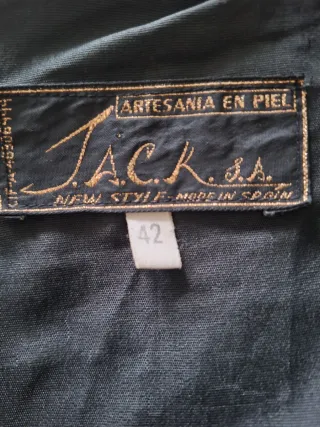 ARTESANIA EN PIEL
J.A.C.K. S.A.
NEW STYLE-MADE IN SPAIN
42